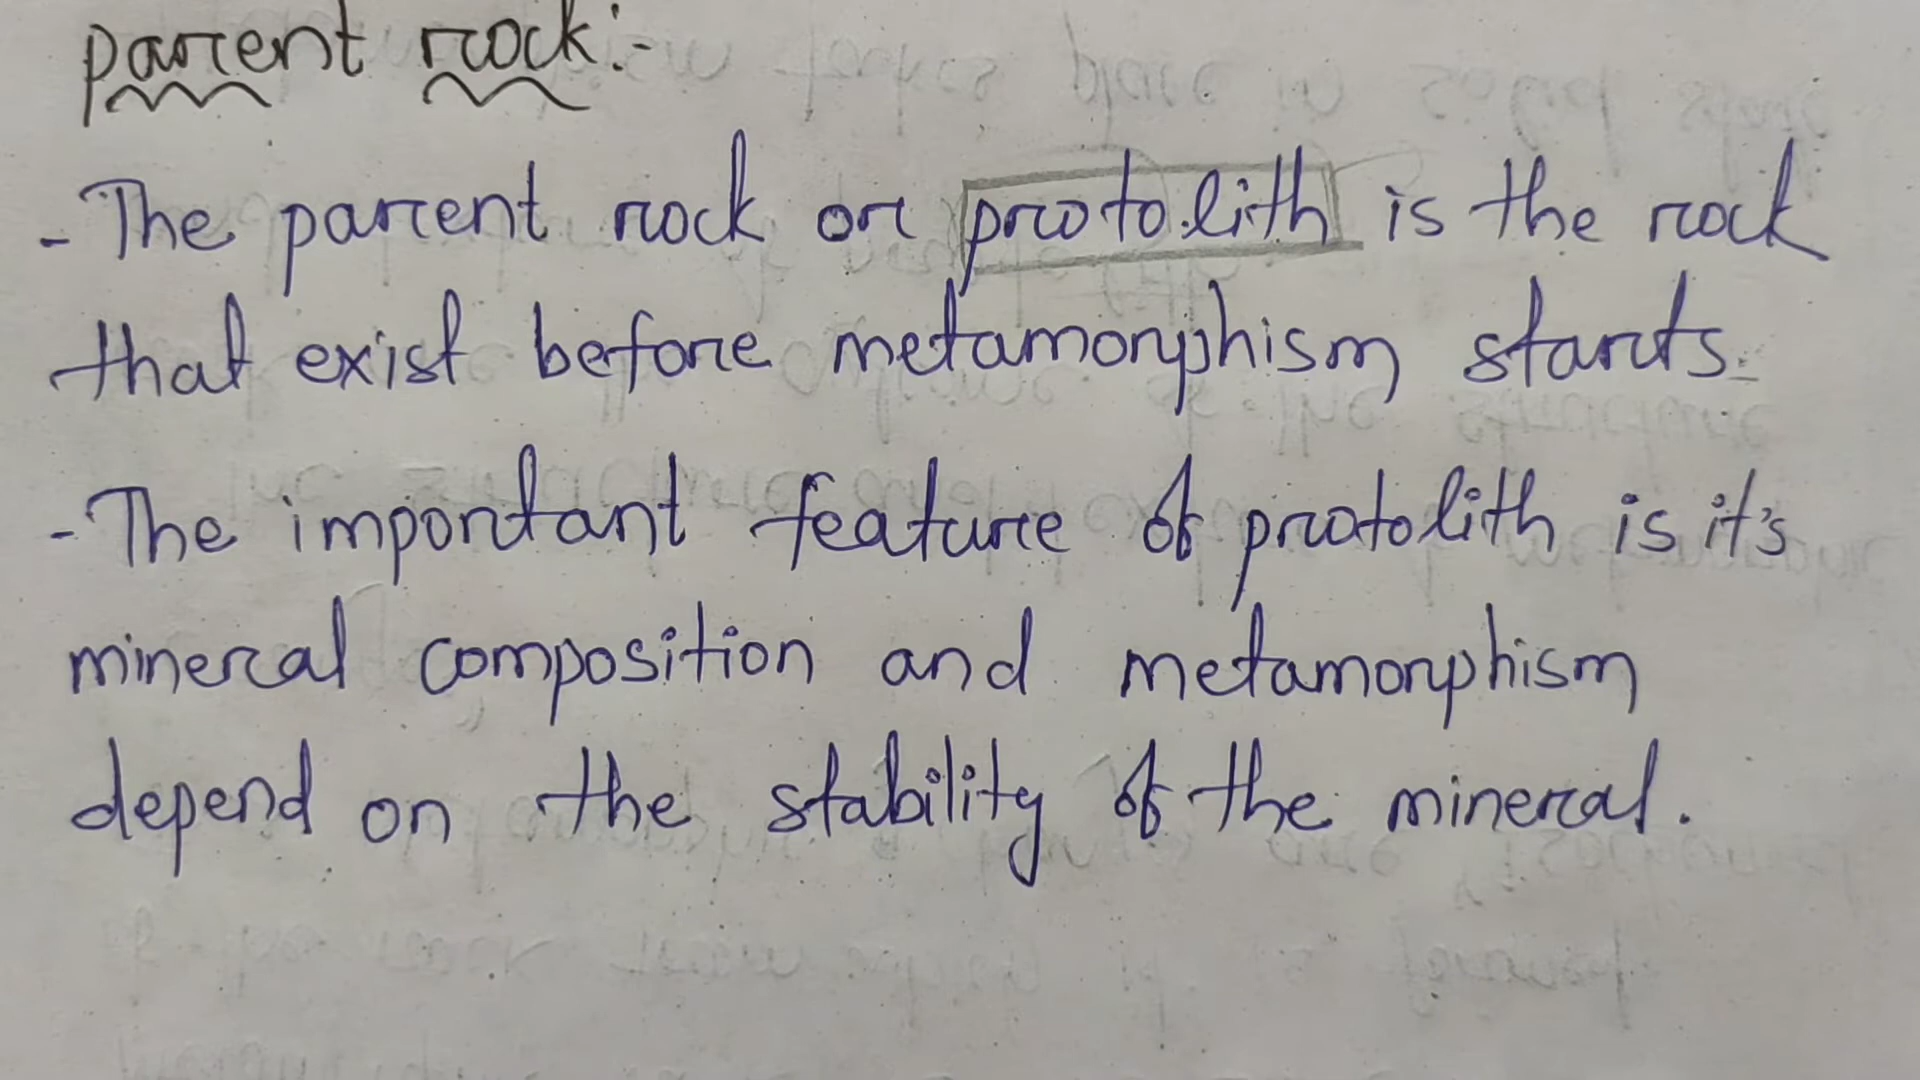 parent rock:-
- The parent rock or protolith is the rock
that exist before metamorphism starts.
- The important feature of protolith is it's
mineral composition and metamorphism
depend on the stability of the mineral.